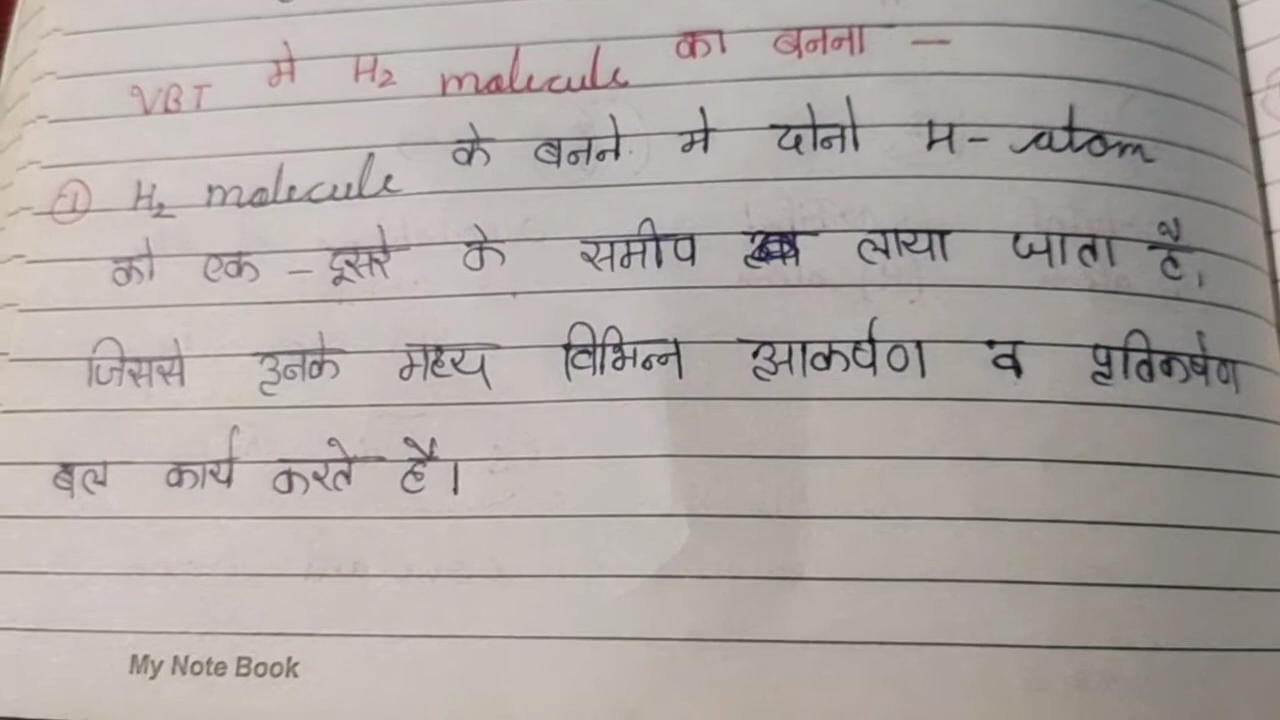 VBT मे H₂ molecule का बनना —
① H₂ molecule के बनने मे दोनो H - atom
को एक - दूसरे के समीप लाया जाता है,
जिससे उनके मध्य विभिन्न आकर्षण व प्रतिकर्षण
बल कार्य करते है।
My Note Book